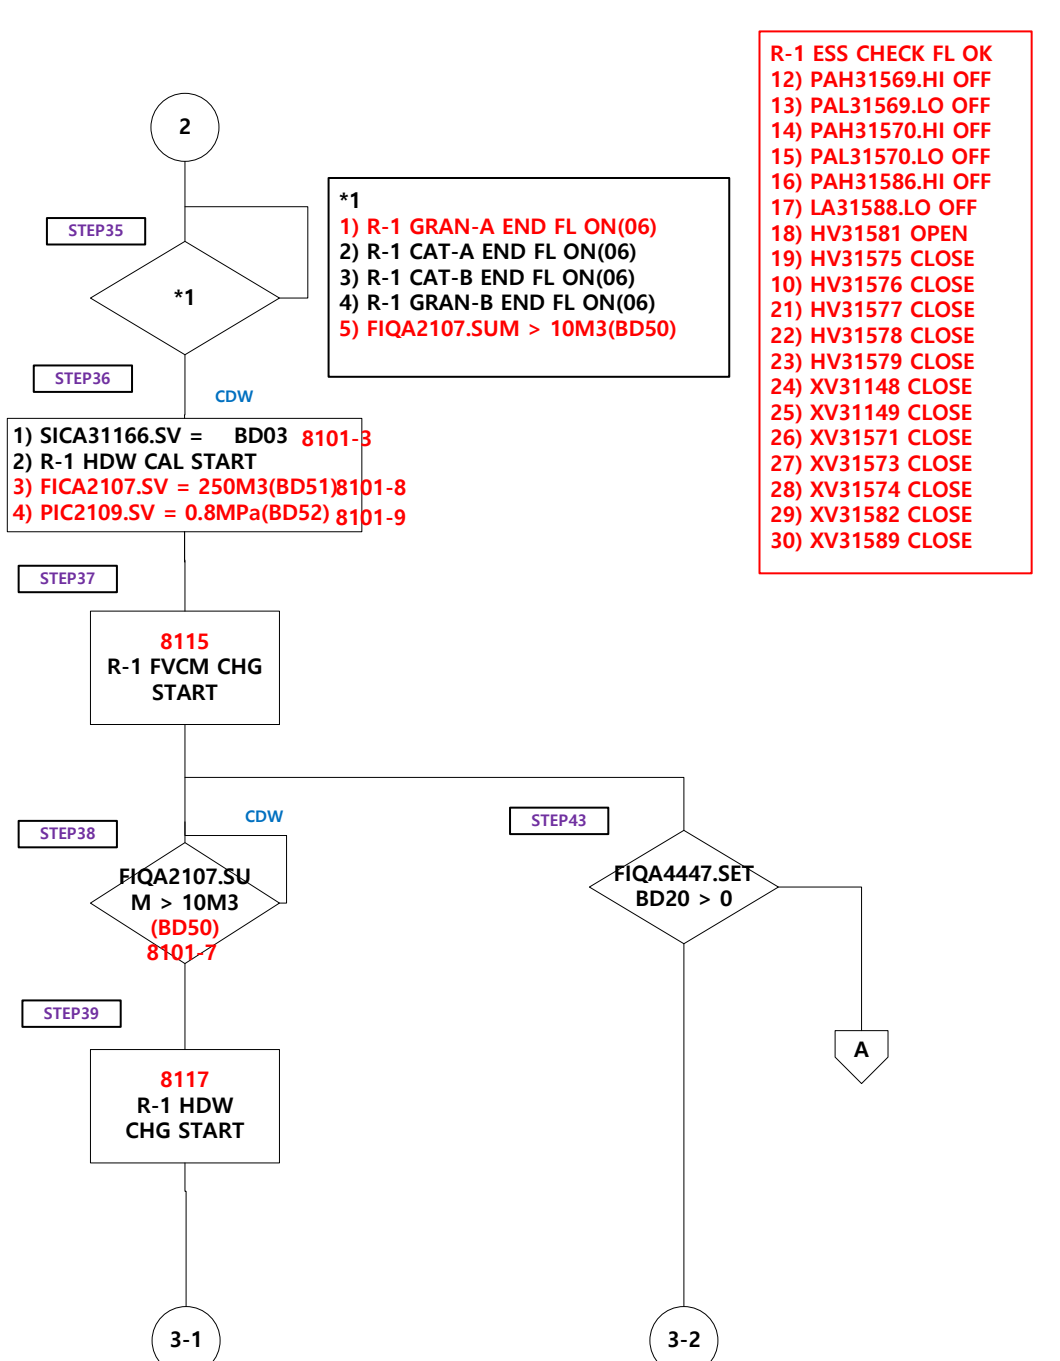 R-1 ESS CHECK FL OK
12) PAH31569.HI OFF
13) PAL31569.LO OFF
14) PAH31570.HI OFF
15) PAL31570.LO OFF
16) PAH31586.HI OFF
17) LA31588.LO OFF
18) HV31581 OPEN
19) HV31575 CLOSE
10) HV31576 CLOSE
21) HV31577 CLOSE
22) HV31578 CLOSE
23) HV31579 CLOSE
24) XV31148 CLOSE
25) XV31149 CLOSE
26) XV31571 CLOSE
27) XV31573 CLOSE
28) XV31574 CLOSE
29) XV31582 CLOSE
30) XV31589 CLOSE
2
STEP35
*1
*1
1) R-1 GRAN-A END FL ON(06)
2) R-1 CAT-A END FL ON(06)
3) R-1 CAT-B END FL ON(06)
4) R-1 GRAN-B END FL ON(06)
5) FIQA2107.SUM > 10M3(BD50)
STEP36
CDW
1) SICA31166.SV = BD03 8101-3
2) R-1 HDW CAL START
3) FICA2107.SV = 250M3(BD51) 8101-8
4) PIC2109.SV = 0.8MPa(BD52) 8101-9
STEP37
8115
R-1 FVCM CHG
START
STEP38
CDW
FIQA2107.SU
M > 10M3
(BD50)
8101-7
STEP43
FIQA4447.SET
BD20 > 0
STEP39
8117
R-1 HDW
CHG START
A
3-1
3-2